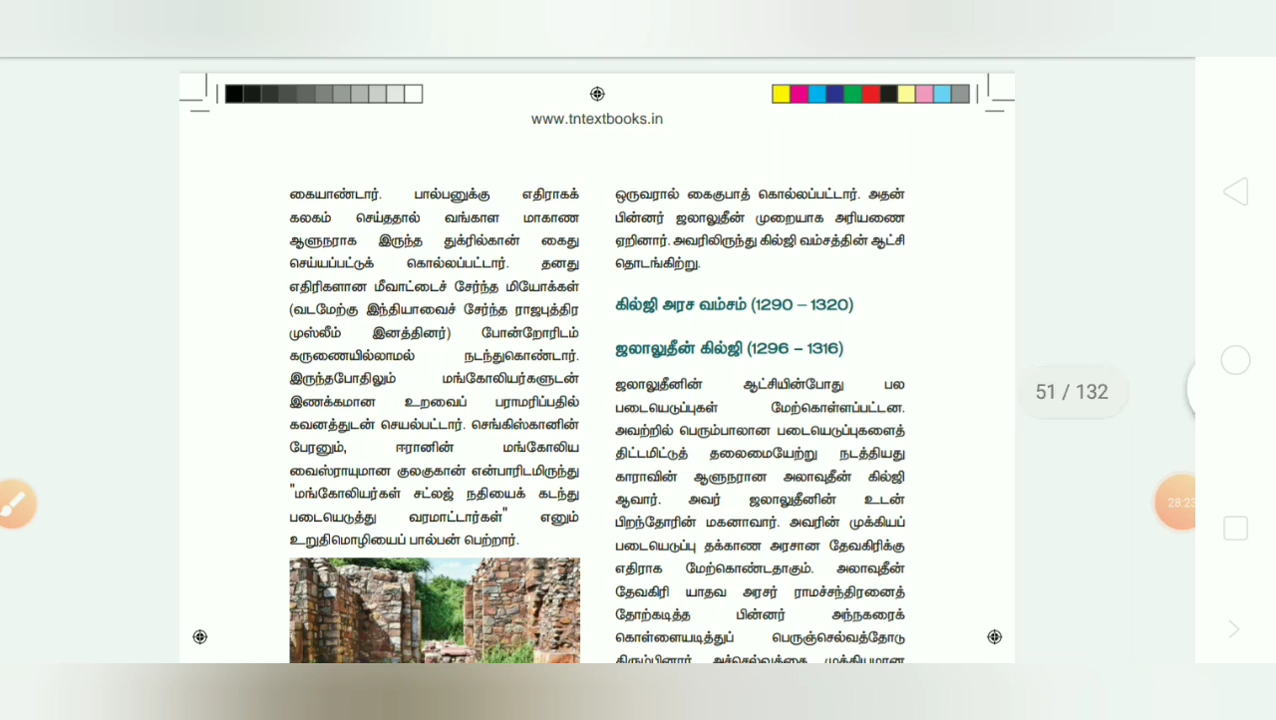 www.tntextbooks.in
கையாண்டார். பால்பனுக்கு எதிராகக்
கலகம் செய்ததால் வங்காள மாகாண
ஆளுநராக இருந்த துக்ரில்கான் கைது
செய்யப்பட்டுக் கொல்லப்பட்டார். தனது
எதிரிகளான மீவாட்டைச் சேர்ந்த மியோக்கள்
(வடமேற்கு இந்தியாவைச் சேர்ந்த ராஜபுத்திர
முஸ்லீம் இனத்தினர்) போன்றோரிடம்
கருணையில்லாமல் நடந்துகொண்டார்.
இருந்தபோதிலும் மங்கோலியர்களுடன்
இணக்கமான உறவைப் பராமரிப்பதில்
கவனத்துடன் செயல்பட்டார். செங்கிஸ்கானின்
பேரனும், ஈரானின் மங்கோலிய
வைஸ்ராயுமான குலகுகான் என்பாரிடமிருந்து
"மங்கோலியர்கள் சட்லஜ் நதியைக் கடந்து
படையெடுத்து வரமாட்டார்கள்" எனும்
உறுதிமொழியைப் பால்பன் பெற்றார்.
ஒருவரால் கைகுபாத் கொல்லப்பட்டார். அதன்
பின்னர் ஜலாலுதீன் முறையாக அரியணை
ஏறினார். அவரிலிருந்து கில்ஜி வம்சத்தின் ஆட்சி
தொடங்கிற்று.
கில்ஜி அரச வம்சம் (1290 – 1320)
ஜலாலுதீன் கில்ஜி (1296 – 1316)
ஜலாலுதீனின் ஆட்சியின்போது பல
படையெடுப்புகள் மேற்கொள்ளப்பட்டன.
அவற்றில் பெரும்பாலான படையெடுப்புகளைத்
திட்டமிட்டுத் தலைமையேற்று நடத்தியது
காராவின் ஆளுநரான அலாவுதீன் கில்ஜி
ஆவார். அவர் ஜலாலுதீனின் உடன்
பிறந்தோரின் மகனாவார். அவரின் முக்கியப்
படையெடுப்பு தக்காண அரசான தேவகிரிக்கு
எதிராக மேற்கொண்டதாகும். அலாவுதீன்
தேவகிரி யாதவ அரசர் ராமச்சந்திரனைத்
தோற்கடித்த பின்னர் அந்நகரைக்
கொள்ளையடித்துப் பெருஞ்செல்வத்தோடு
திரும்பினார். அச்செல்வத்தை முக்கியமான
51 / 132
28:23